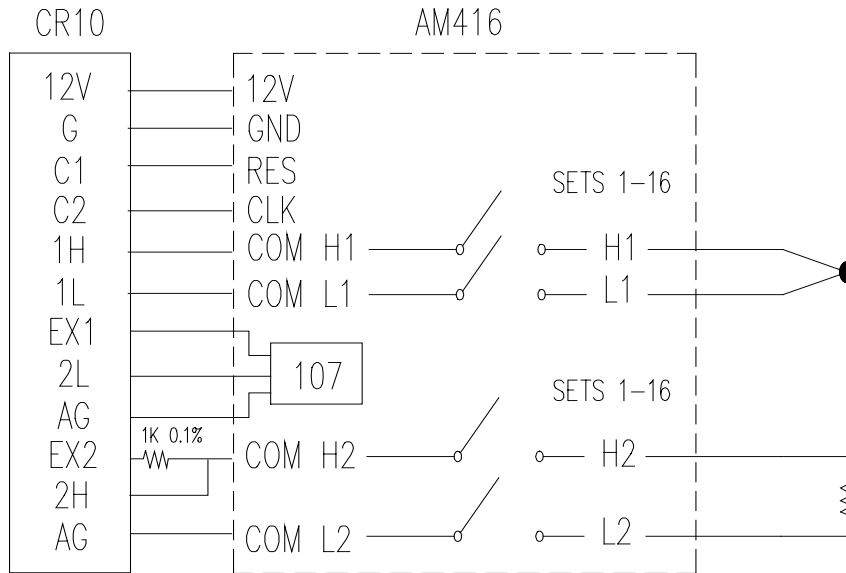 CR10
AM416
12V
G
C1
C2
1H
1L
EX1
2L
AG
EX2
2H
AG
1K 0.1%
12V
GND
RES
CLK
COM H1
COM L1
107
COM H2
COM L2
SETS 1-16
H1
L1
SETS 1-16
H2
L2